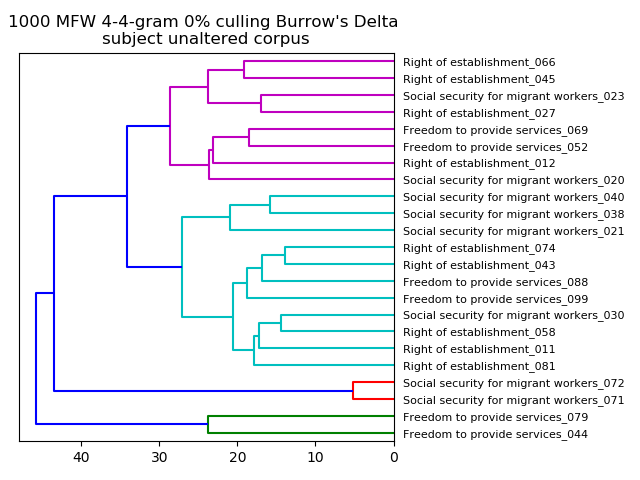 1000 MFW 4-4-gram 0% culling Burrow's Delta
subject unaltered corpus
Right of establishment_066
Right of establishment_045
Social security for migrant workers_023
Right of establishment_027
Freedom to provide services_069
Freedom to provide services_052
Right of establishment_012
Social security for migrant workers_020
Social security for migrant workers_040
Social security for migrant workers_038
Social security for migrant workers_021
Right of establishment_074
Right of establishment_043
Freedom to provide services_088
Freedom to provide services_099
Social security for migrant workers_030
Right of establishment_058
Right of establishment_011
Right of establishment_081
Social security for migrant workers_072
Social security for migrant workers_071
Freedom to provide services_079
Freedom to provide services_044
40 30 20 10 0